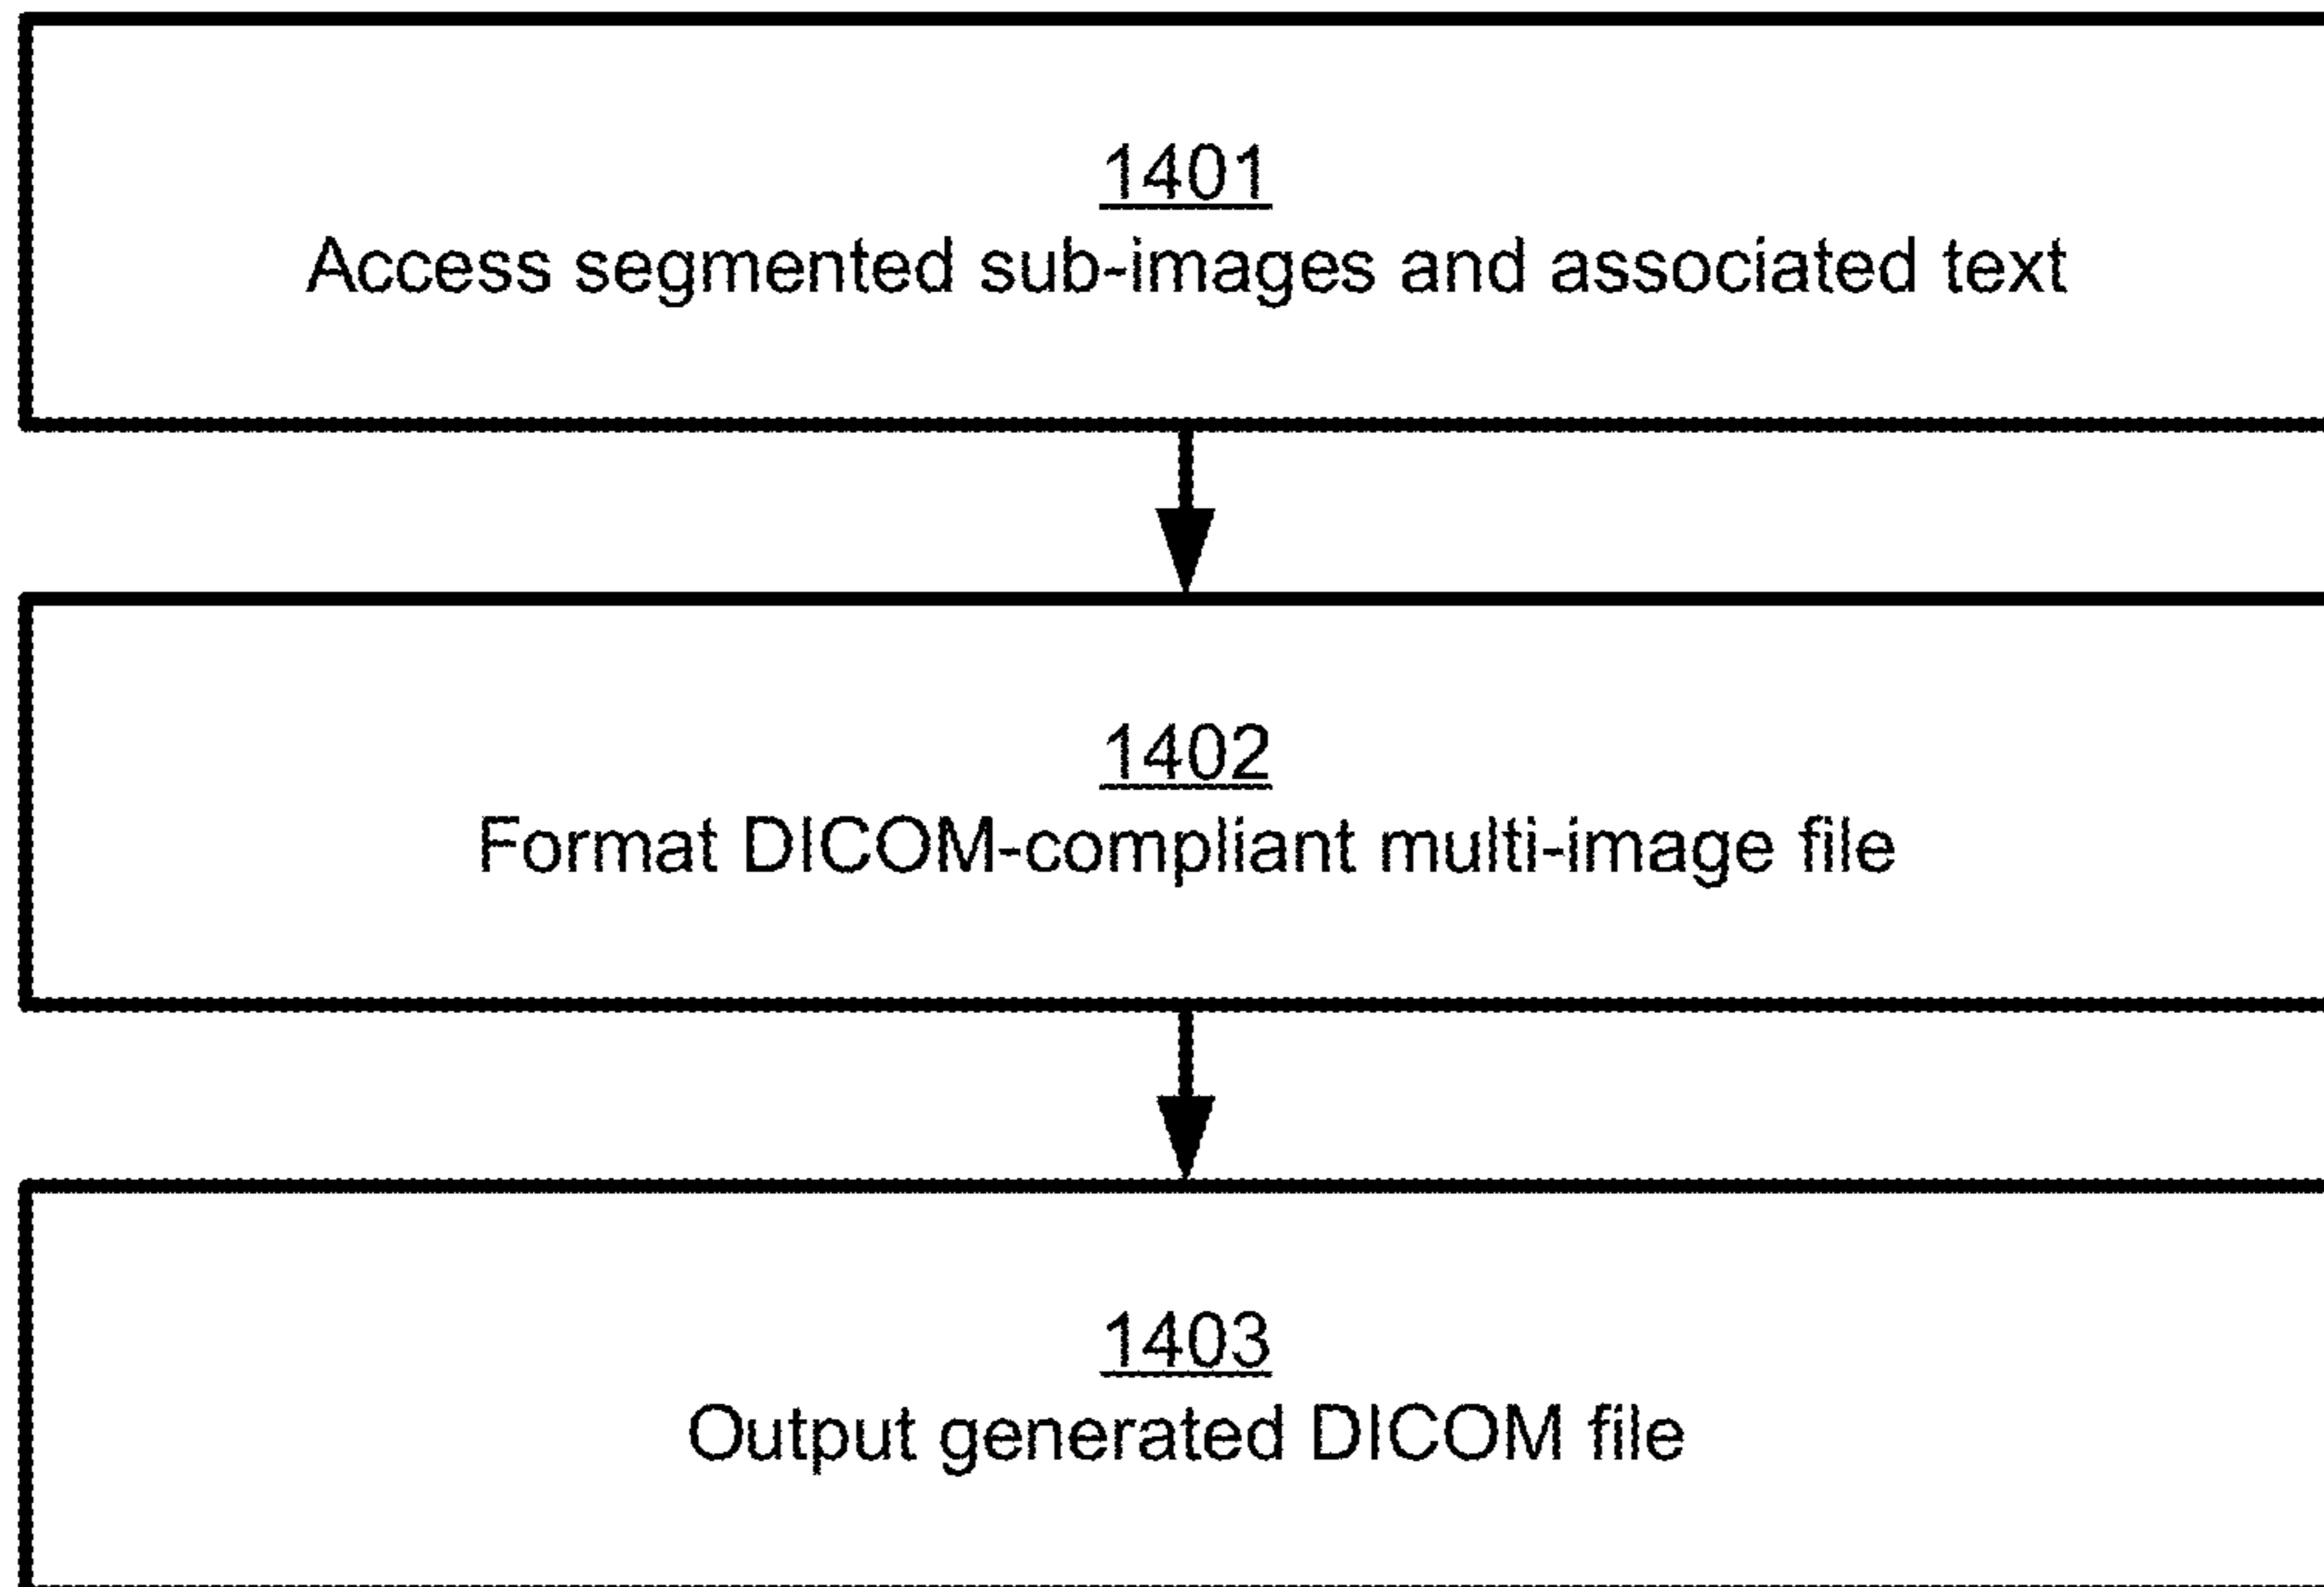 1401
Access segmented sub-images and associated text
1402
Format DICOM-compliant multi-image file
1403
Output generated DICOM file